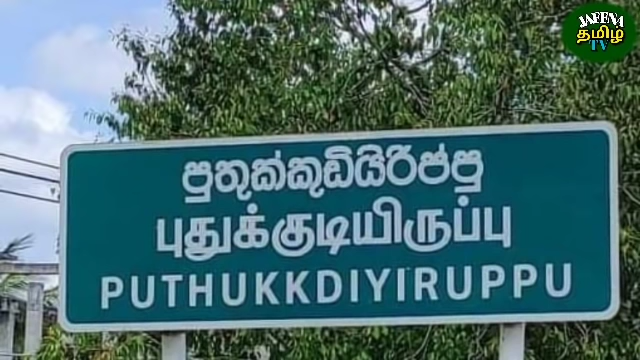 JAFFNA
தமிழ்
TV
පුතුක්කුඩියිරිප්පු
புதுக்குடியிருப்பு
PUTHUKKDIYIRUPPU